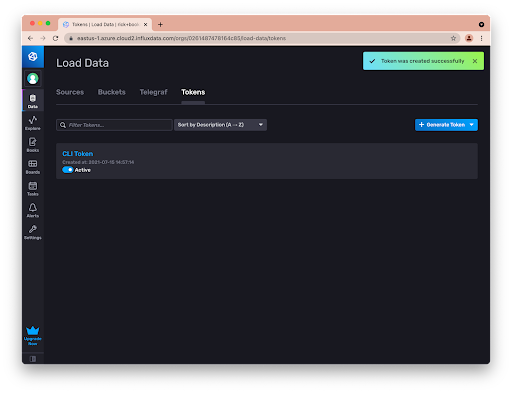 Tokens | Load Data | rick+boo
eastus-1.azure.cloud2.influxdata.com/orgs/0201487478164c85/load-data/tokens
Load Data
Token was created successfully
Sources
Buckets
Telegraf
Tokens
Filter Tokens...
Sort by Description (A → Z)
+ Generate Token
CLI Token
Created at: 2021-07-15 14:57:14
Active
Data
Explore
Books
Boards
Tasks
Alerts
Settings
Upgrade
Now